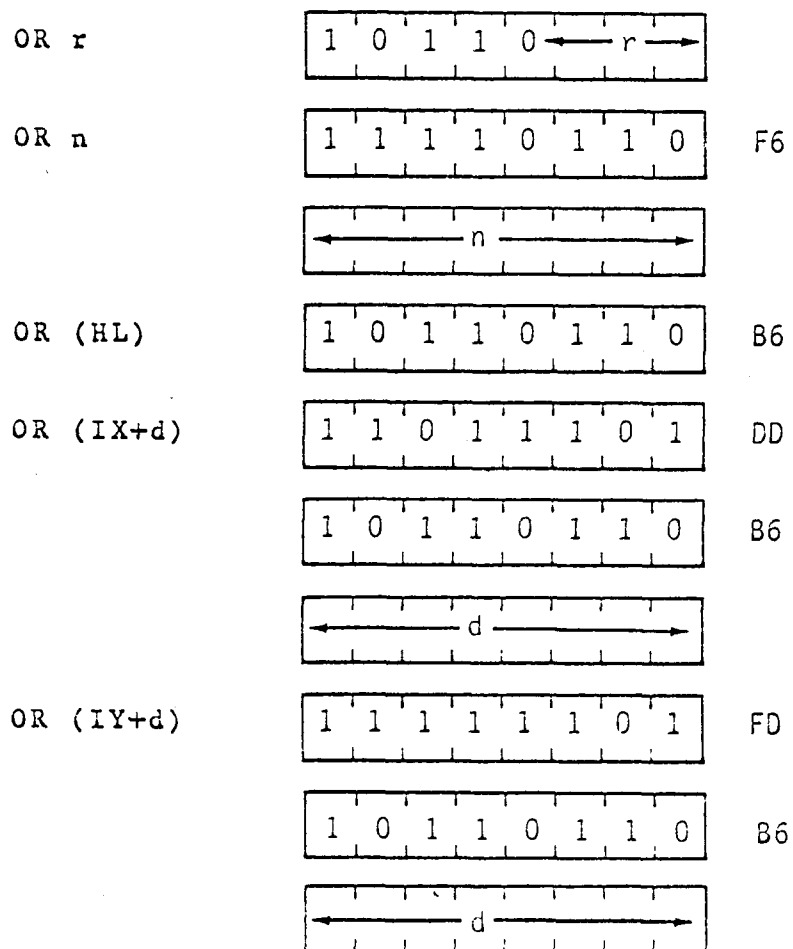 OR r 1 0 1 1 0 r
OR n 1 1 1 1 0 1 1 0 F6
n
OR (HL) 1 0 1 1 0 1 1 0 B6
OR (IX+d) 1 1 0 1 1 1 0 1 DD
1 0 1 1 0 1 1 0 B6
d
OR (IY+d) 1 1 1 1 1 1 0 1 FD
1 0 1 1 0 1 1 0 B6
d